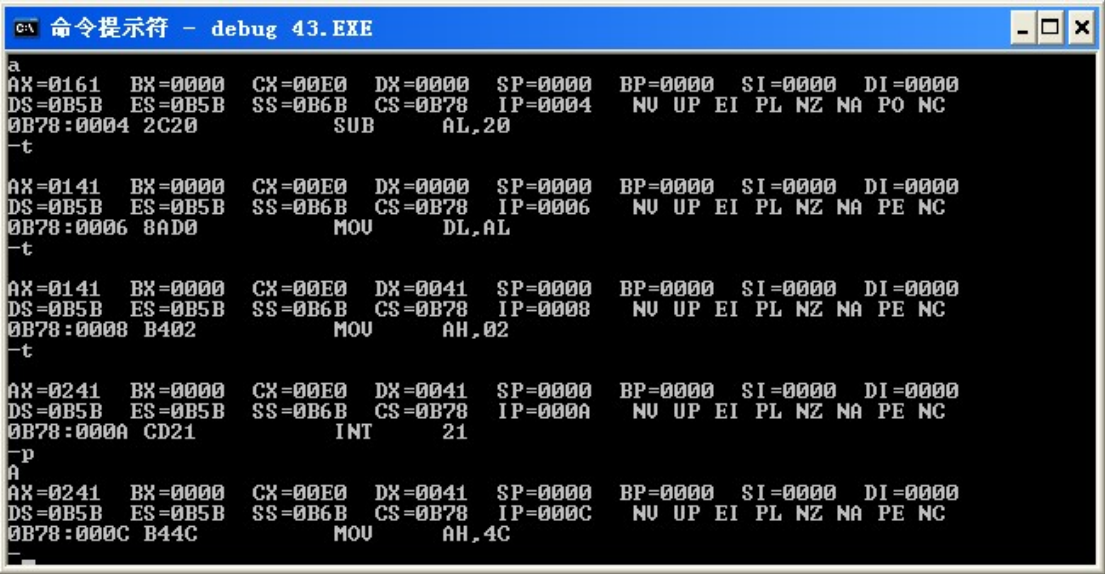 命令提示符 - debug 43.EXE
a
AX=0161 BX=0000 CX=00E0 DX=0000 SP=0000 BP=0000 SI=0000 DI=0000
DS=0B5B ES=0B5B SS=0B6B CS=0B78 IP=0004 NV UP EI PL NZ NA PO NC
0B78:0004 2C20 SUB AL,20
-t
AX=0141 BX=0000 CX=00E0 DX=0000 SP=0000 BP=0000 SI=0000 DI=0000
DS=0B5B ES=0B5B SS=0B6B CS=0B78 IP=0006 NV UP EI PL NZ NA PE NC
0B78:0006 8AD0 MOV DL,AL
-t
AX=0141 BX=0000 CX=00E0 DX=0041 SP=0000 BP=0000 SI=0000 DI=0000
DS=0B5B ES=0B5B SS=0B6B CS=0B78 IP=0008 NV UP EI PL NZ NA PE NC
0B78:0008 B402 MOV AH,02
-t
AX=0241 BX=0000 CX=00E0 DX=0041 SP=0000 BP=0000 SI=0000 DI=0000
DS=0B5B ES=0B5B SS=0B6B CS=0B78 IP=000A NV UP EI PL NZ NA PE NC
0B78:000A CD21 INT 21
-p
A
AX=0241 BX=0000 CX=00E0 DX=0041 SP=0000 BP=0000 SI=0000 DI=0000
DS=0B5B ES=0B5B SS=0B6B CS=0B78 IP=000C NV UP EI PL NZ NA PE NC
0B78:000C B44C MOV AH,4C
-